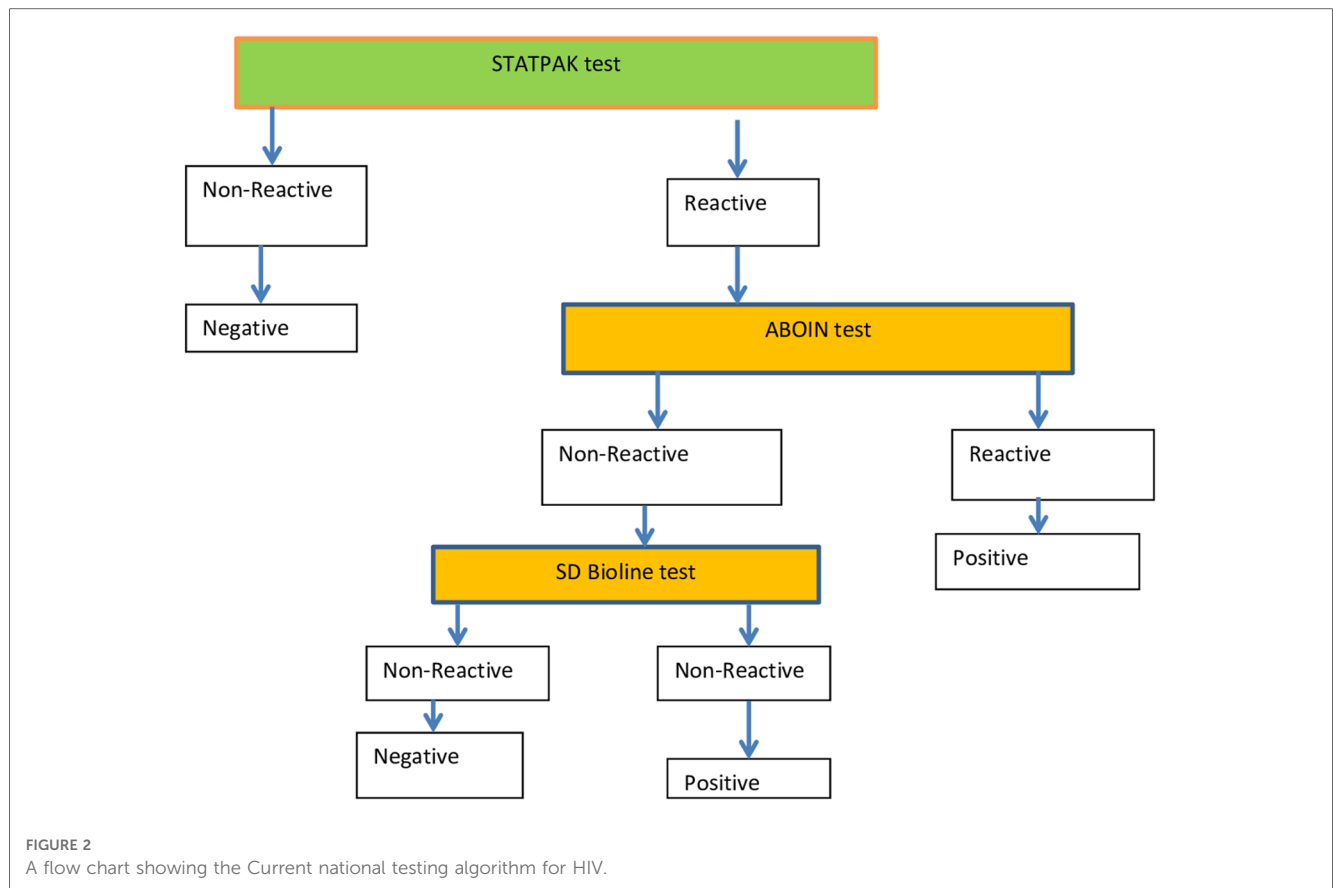 STATPAK test
Non-Reactive
Reactive
Negative
ABOIN test
Non-Reactive
Reactive
Positive
SD Bioline test
Non-Reactive
Non-Reactive
Negative
Positive
FIGURE 2
A flow chart showing the Current national testing algorithm for HIV.